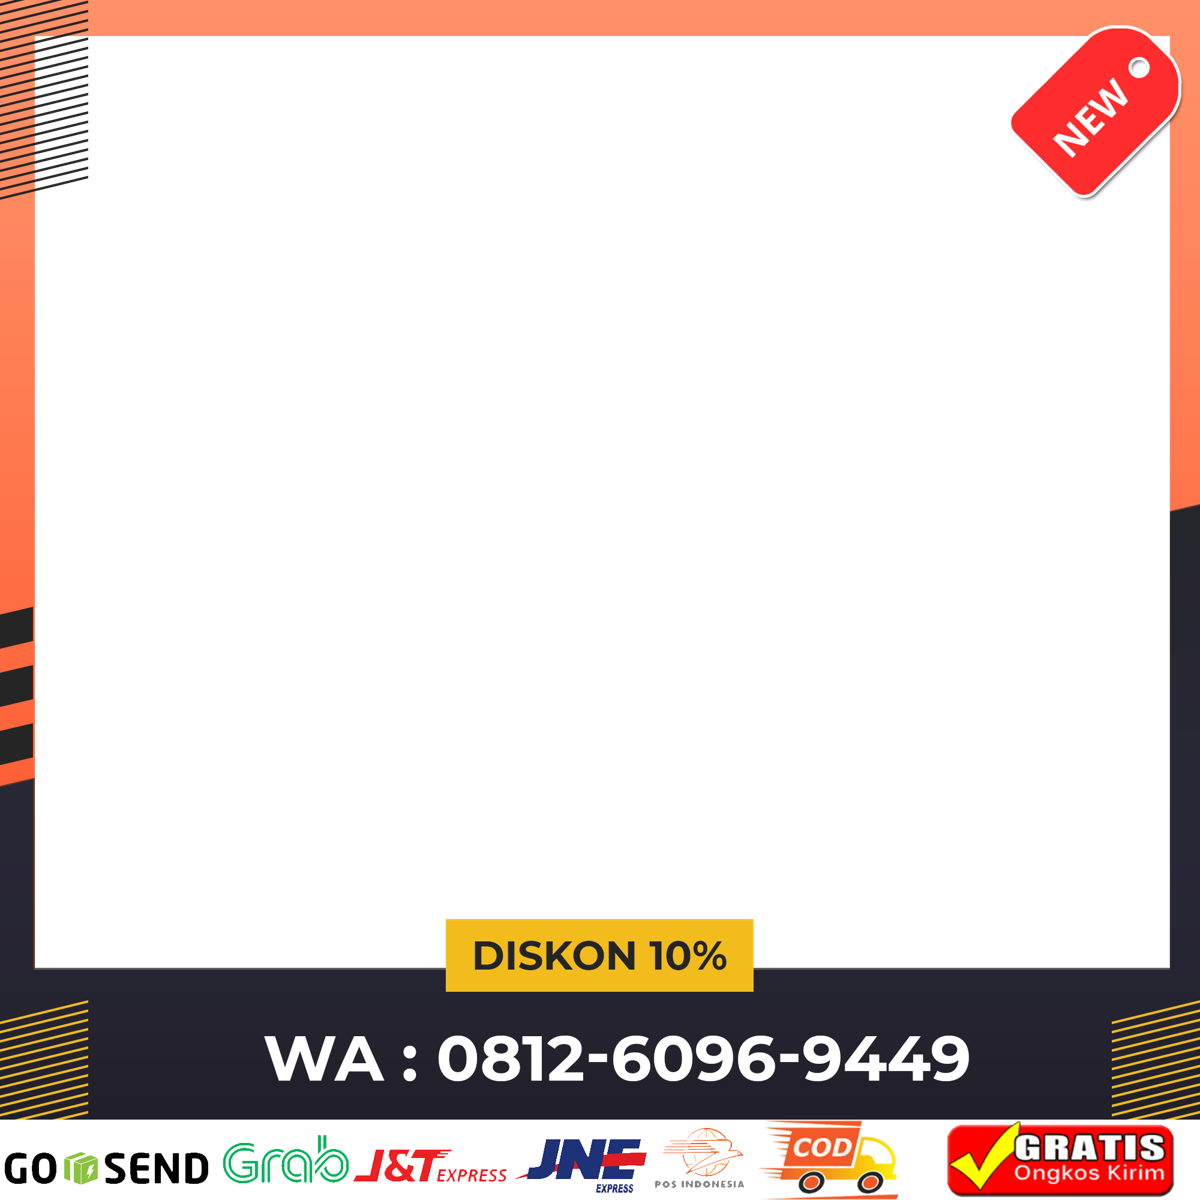 NEW
DISKON 10%
WA : 0812-6096-9449
GO SEND
Grab
J&T EXPRESS
JNE EXPRESS
POS INDONESIA
COD
GRATIS
Ongkos Kirim